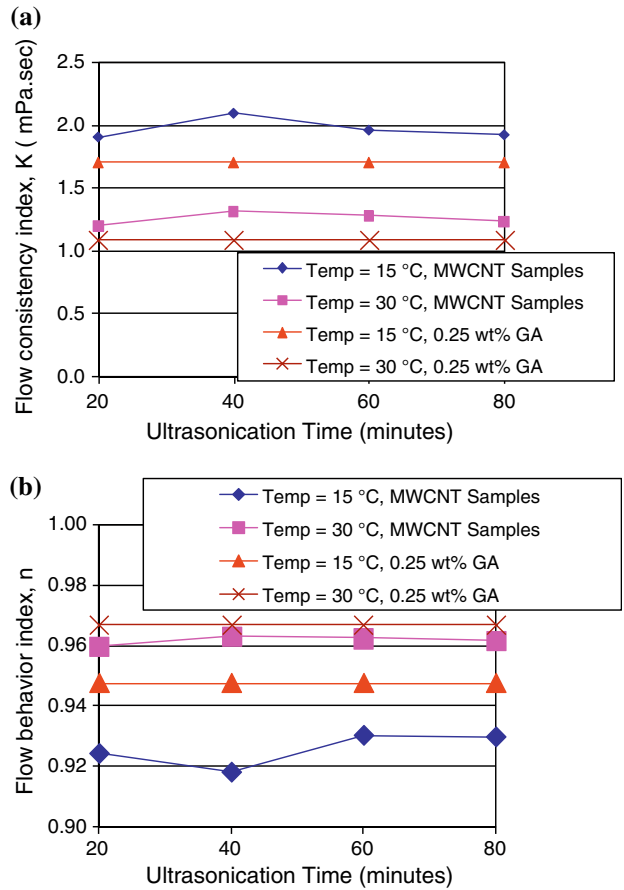 (a)
Flow consistency index, K ( mPa.sec)
2.5
2.0
1.5
1.0
0.5
0.0
Temp = 15 °C, MWCNT Samples
Temp = 30 °C, MWCNT Samples
Temp = 15 °C, 0.25 wt% GA
Temp = 30 °C, 0.25 wt% GA
20 40 60 80
Ultrasonication Time (minutes)
(b)
Temp = 15 °C, MWCNT Samples
Temp = 30 °C, MWCNT Samples
Temp = 15 °C, 0.25 wt% GA
Temp = 30 °C, 0.25 wt% GA
Flow behavior index, n
1.00
0.98
0.96
0.94
0.92
0.90
20 40 60 80
Ultrasonication Time (minutes)